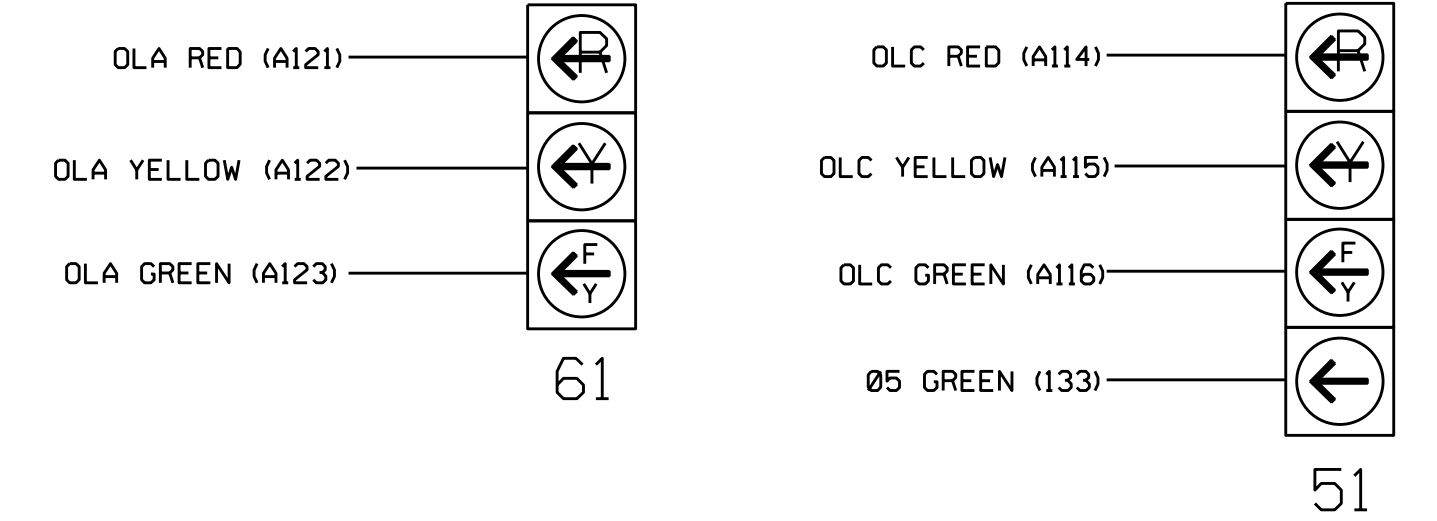 OLA RED (A121)
R
OLA YELLOW (A122)
Y
OLA GREEN (A123)
F
Y
61
OLC RED (A114)
R
OLC YELLOW (A115)
Y
OLC GREEN (A116)
F
Y
Ø5 GREEN (133)
51